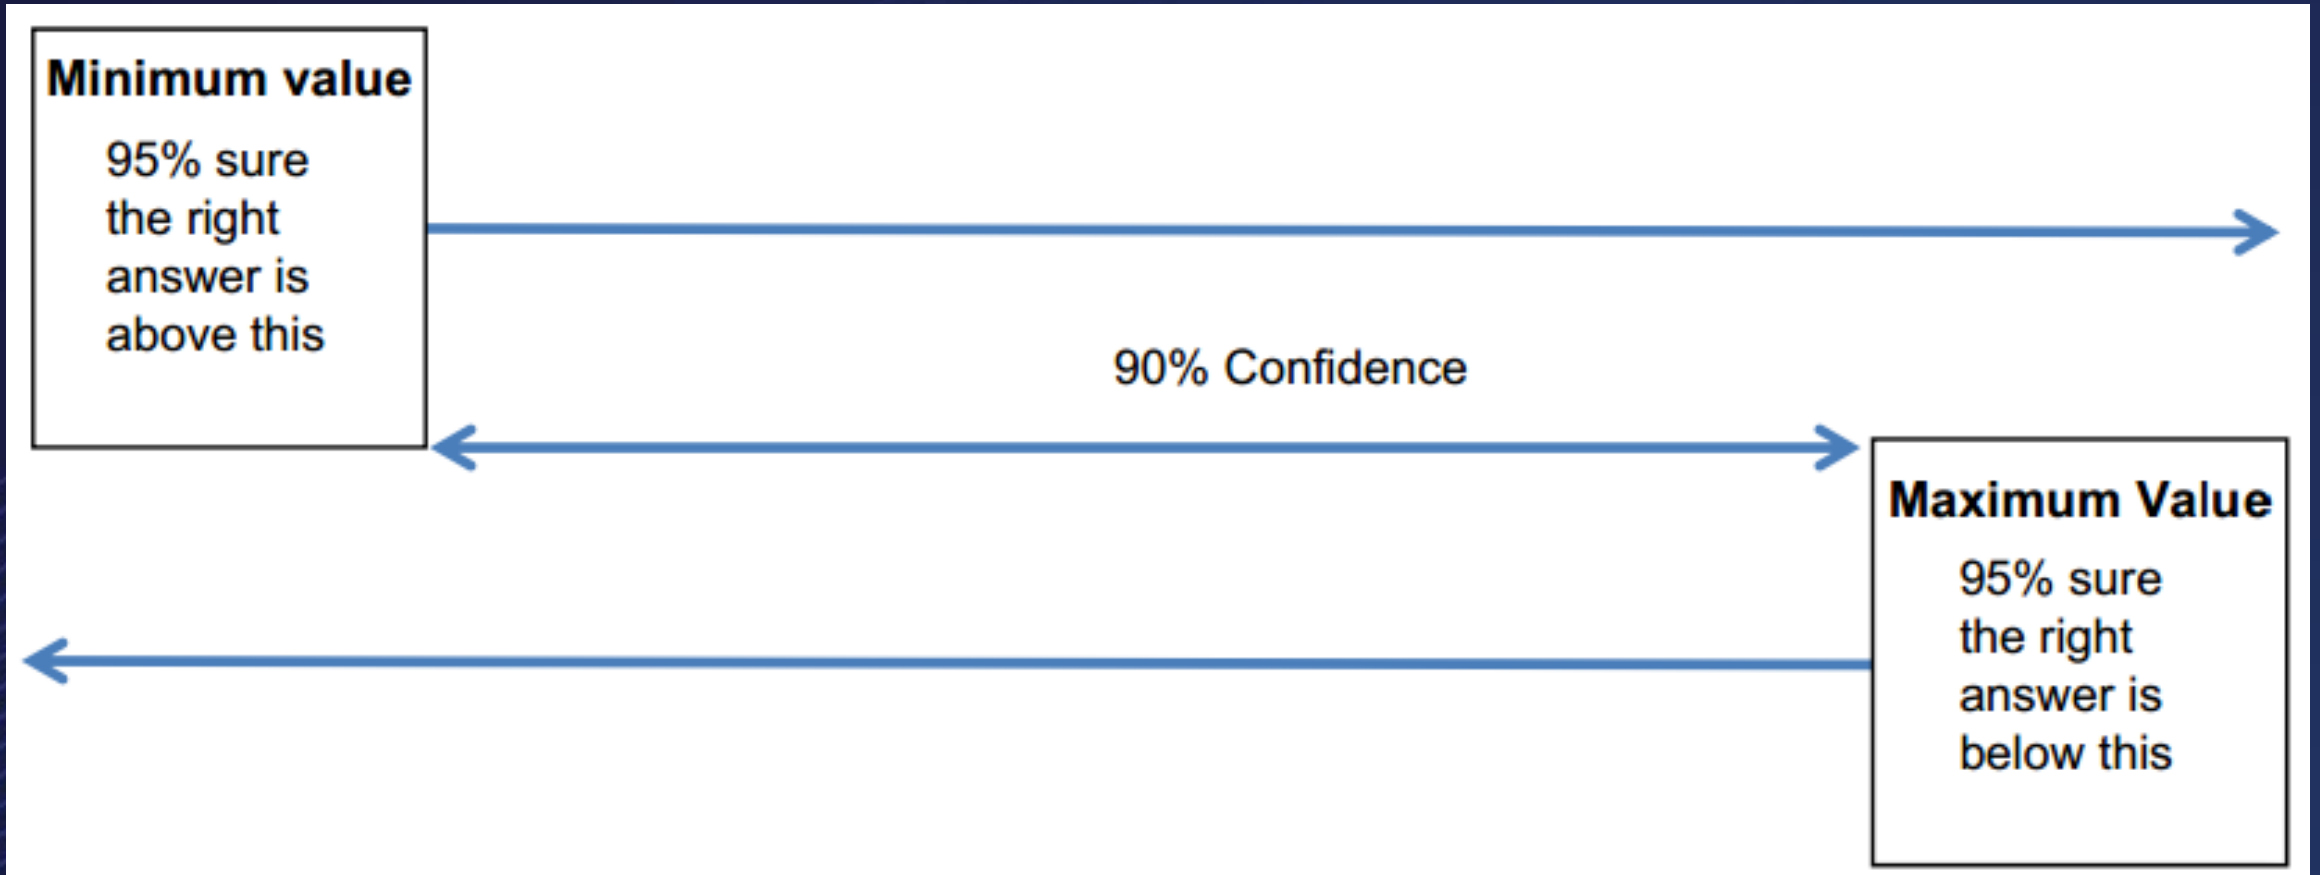 Minimum value
95% sure
the right
answer is
above this
90% Confidence
Maximum Value
95% sure
the right
answer is
below this